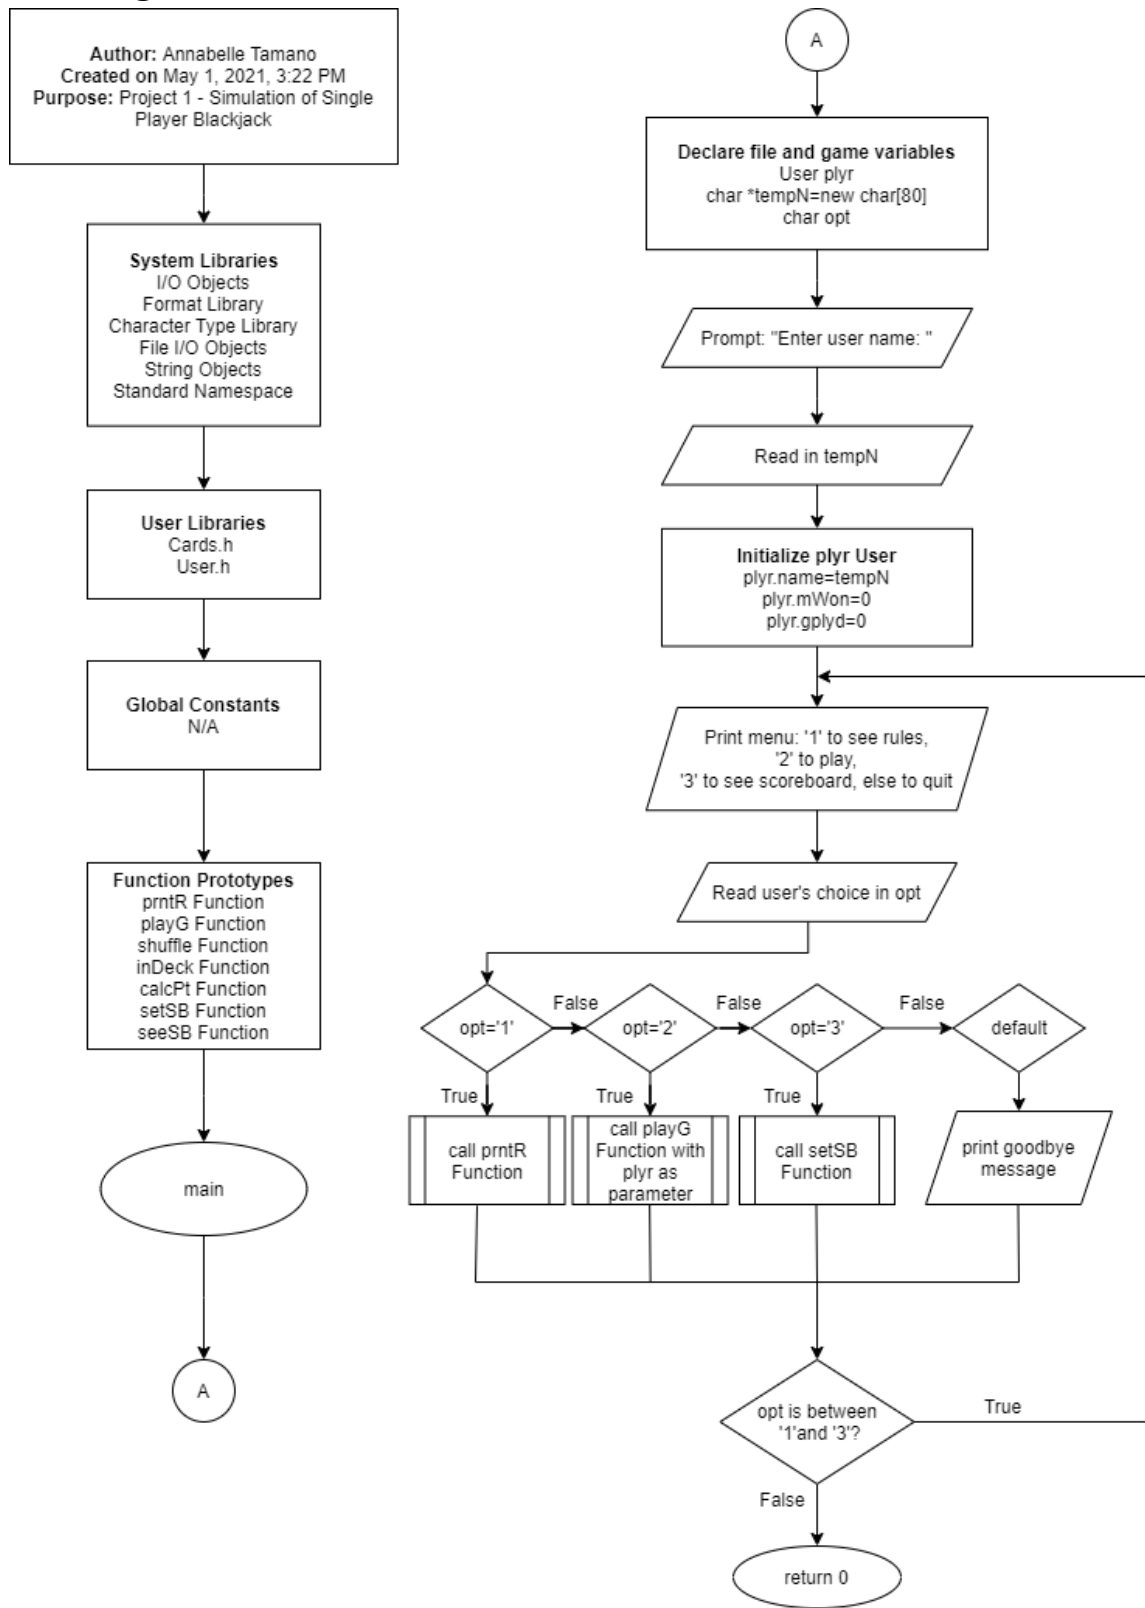 Author: Annabelle Tamano
Created on May 1, 2021, 3:22 PM
Purpose: Project 1 - Simulation of Single
Player Blackjack
System Libraries
I/O Objects
Format Library
Character Type Library
File I/O Objects
String Objects
Standard Namespace
User Libraries
Cards.h
User.h
Global Constants
N/A
Function Prototypes
prntR Function
playG Function
shuffle Function
inDeck Function
calcPt Function
setSB Function
seeSB Function
main
A
A
Declare file and game variables
User plyr
char *tempN=new char[80]
char opt
Prompt: "Enter user name: "
Read in tempN
Initialize plyr User
plyr.name=tempN
plyr.mWon=0
plyr.gplyd=0
Print menu: '1' to see rules,
'2' to play,
'3' to see scoreboard, else to quit
Read user's choice in opt
opt='1'
False
opt='2'
False
opt='3'
False
default
True
True
True
call prntR
Function
call playG
Function with
plyr as
parameter
call setSB
Function
print goodbye
message
opt is between
'1'and '3'?
True
False
return 0